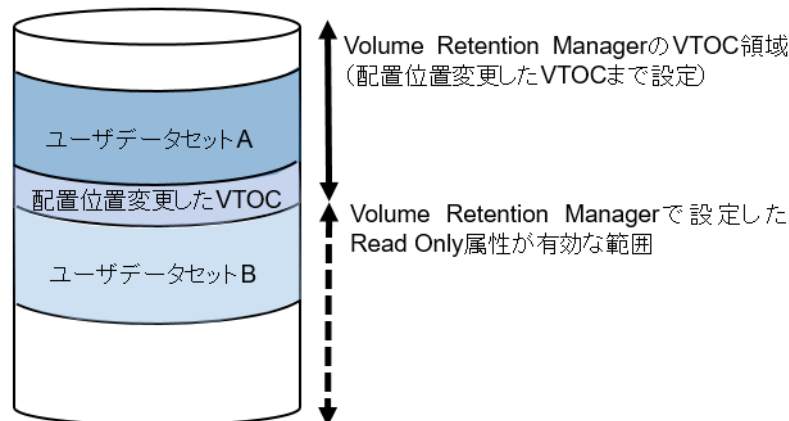 Volume Retention ManagerのVTOC領域
（配置位置変更したVTOCまで設定）
ユーザデータセットA
配置位置変更したVTOC
Volume Retention Managerで設定した
Read Only属性が有効な範囲
ユーザデータセットB